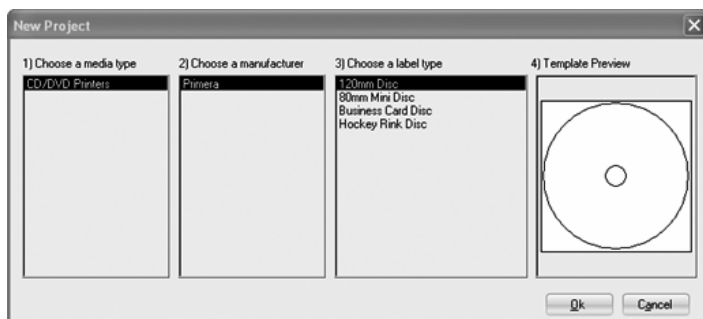 New Project
1) Choose a media type
2) Choose a manufacturer
3) Choose a label type
4) Template Preview
CD/DVD Printers
Primera
120mm Disc
80mm Mini Disc
Business Card Disc
Hockey Rink Disc
Ok
Cancel